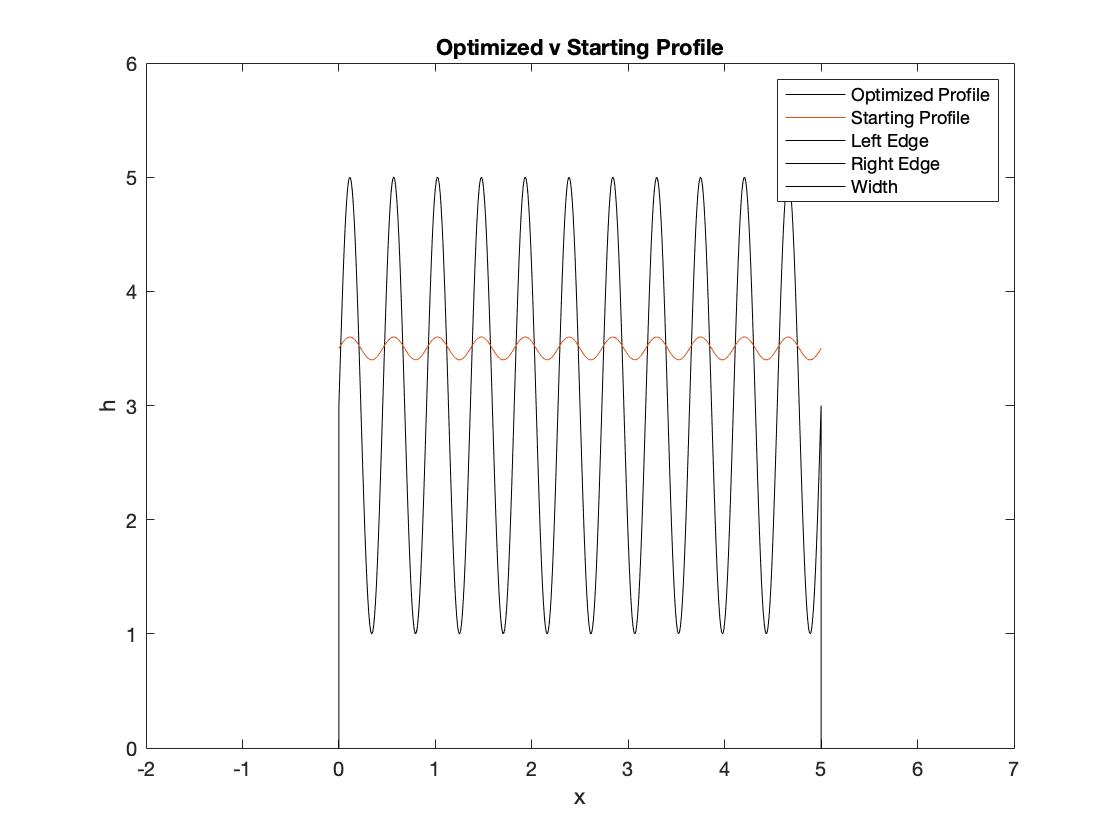 Optimized v Starting Profile
6
Optimized Profile
Starting Profile
Left Edge
Right Edge
Width
5
4
h
3
2
1
0
-2 -1 0 1 2 3 4 5 6 7
x